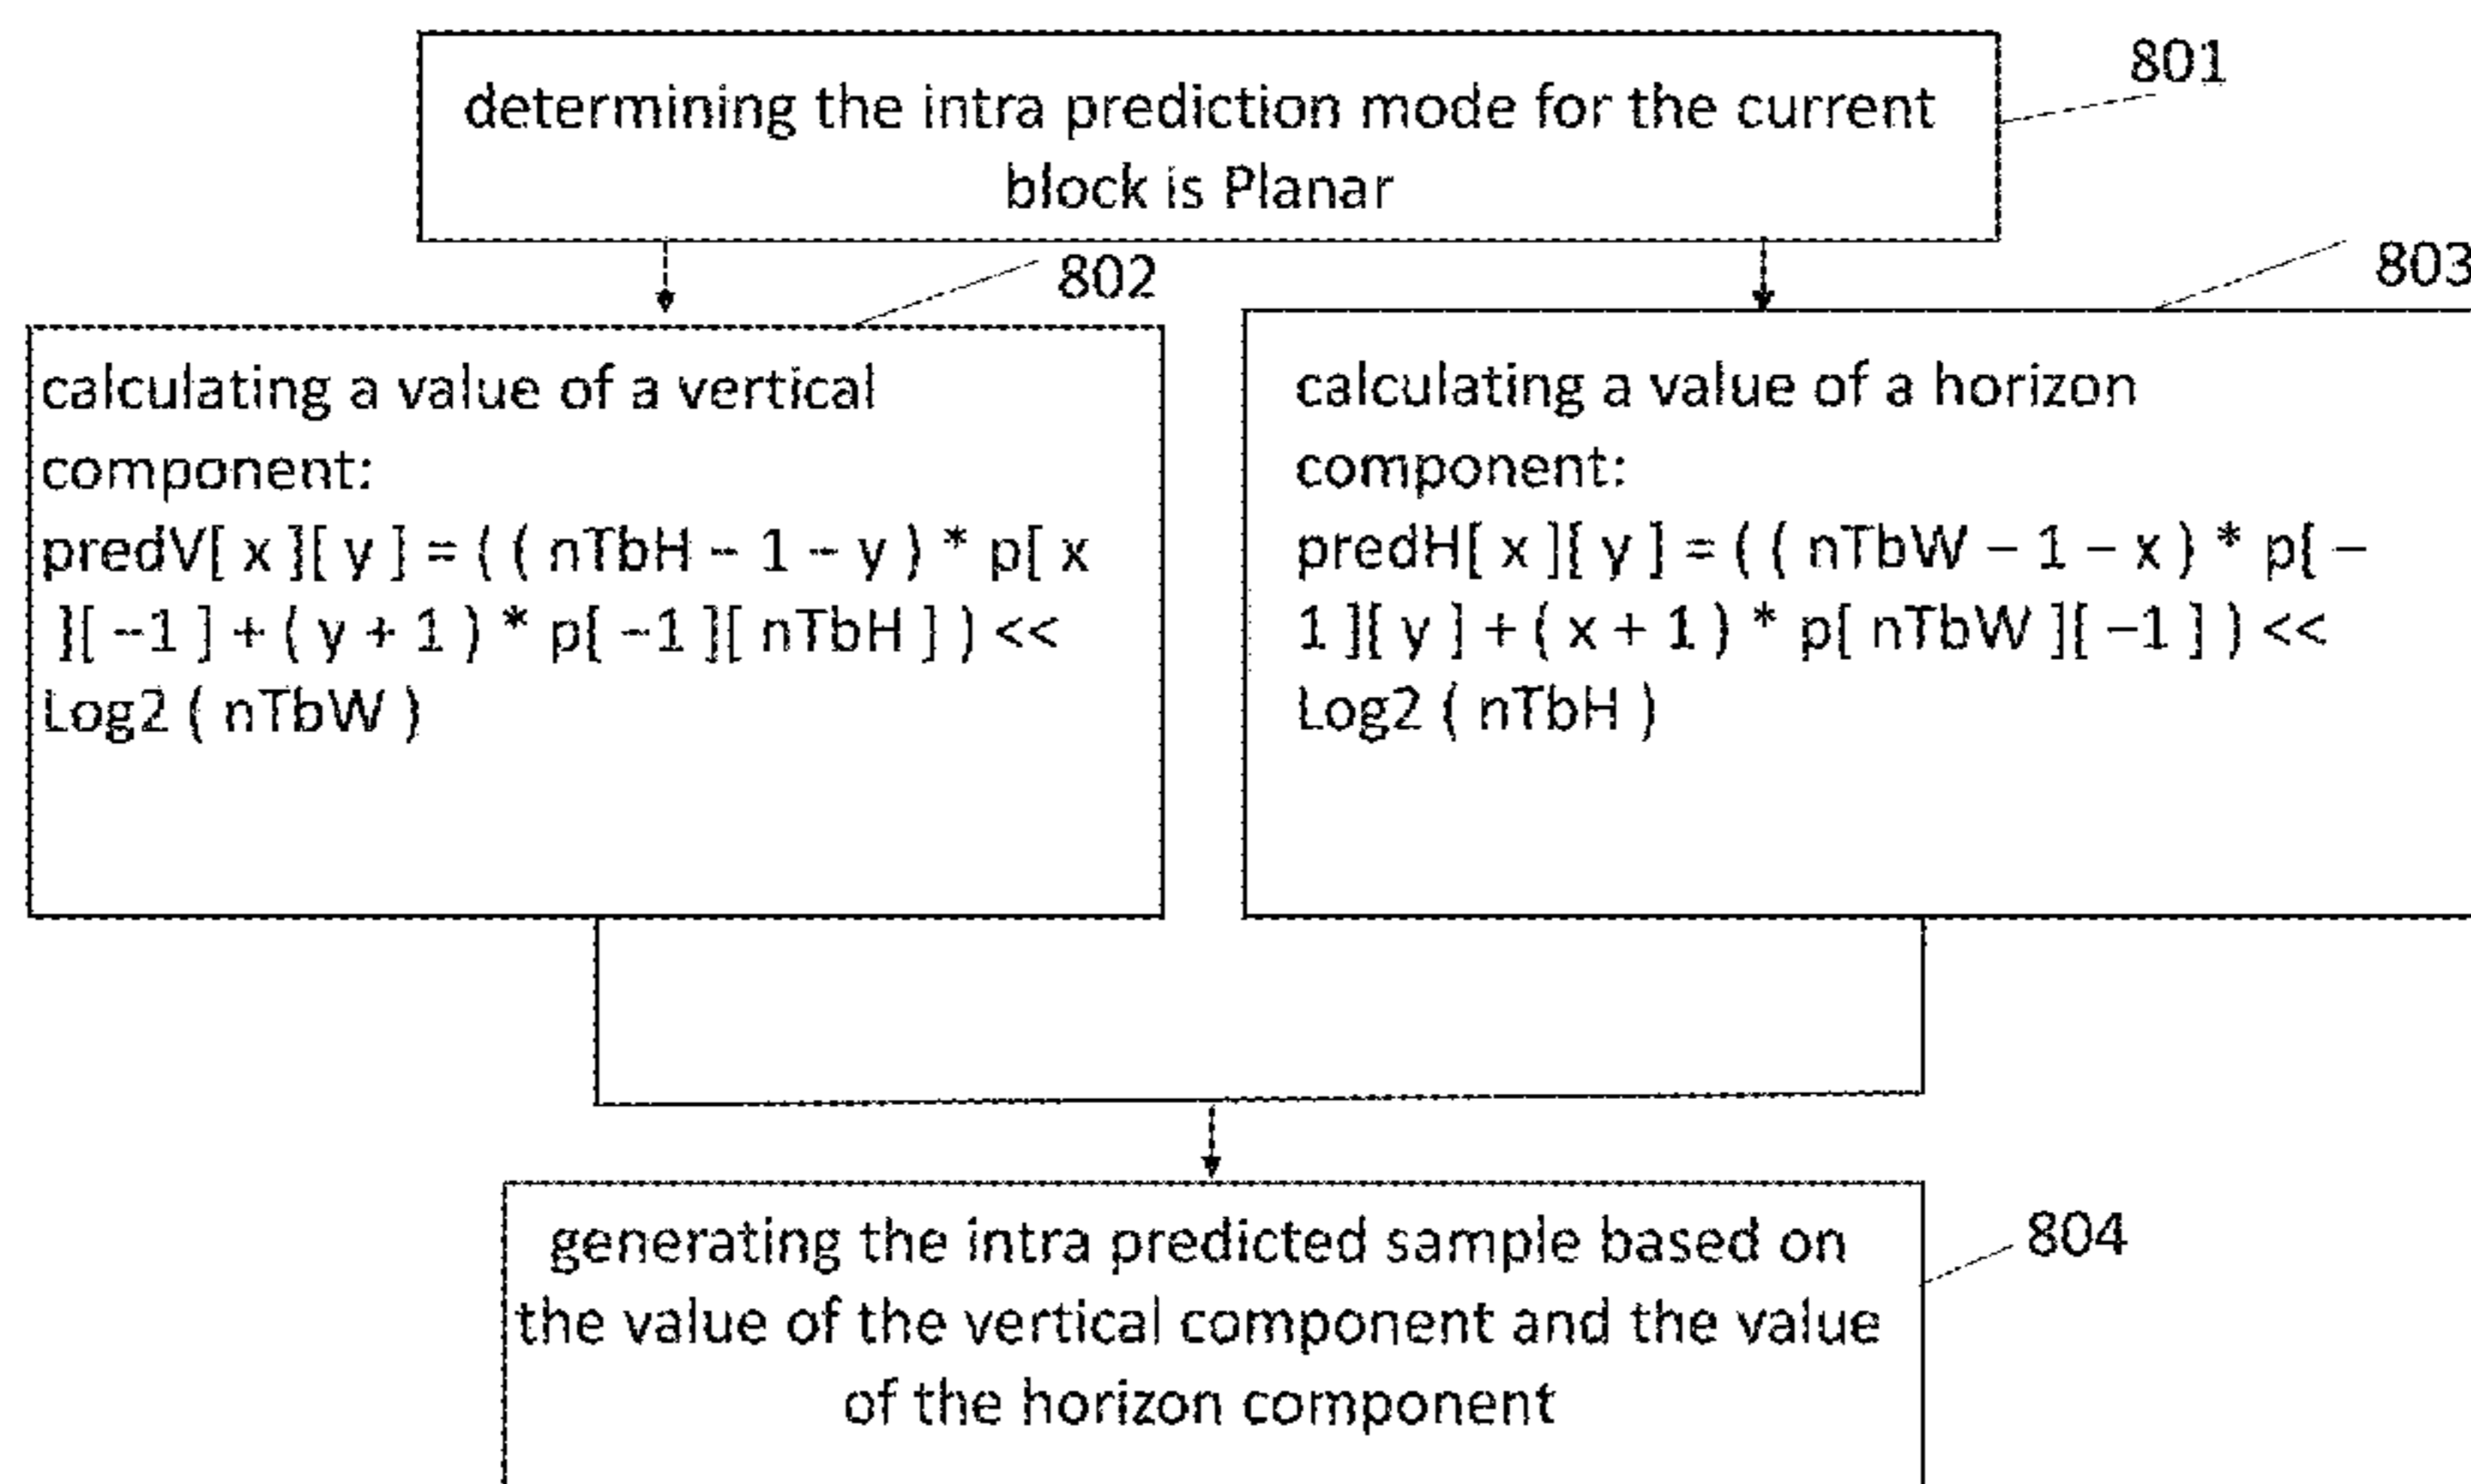 801
determining the intra prediction mode for the current
block is Planar
802
calculating a value of a vertical
component:
predV[ x ][ y ] = ( ( nTbH – 1 – y ) * p[ x
][ –1 ] + ( y + 1 ) * p[ –1 ][ nTbH ] ) <<
Log2 ( nTbW )
803
calculating a value of a horizon
component:
predH[ x ][ y ] = ( ( nTbW – 1 – x ) * p[ –
1 ][ y ] + ( x + 1 ) * p[ nTbW ][ –1 ] ) <<
Log2 ( nTbH )
generating the intra predicted sample based on
the value of the vertical component and the value
of the horizon component
804